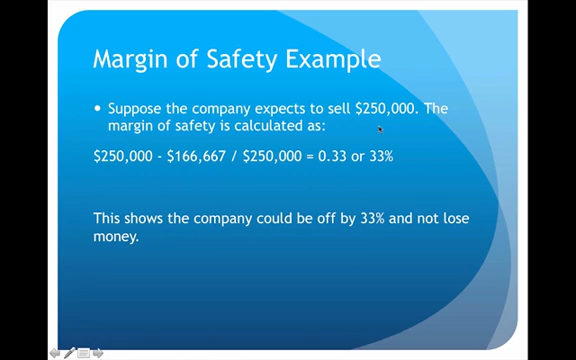 Margin of Safety Example
• Suppose the company expects to sell $250,000. The
margin of safety is calculated as:
$250,000 - $166,667 / $250,000 = 0.33 or 33%
This shows the company could be off by 33% and not lose
money.